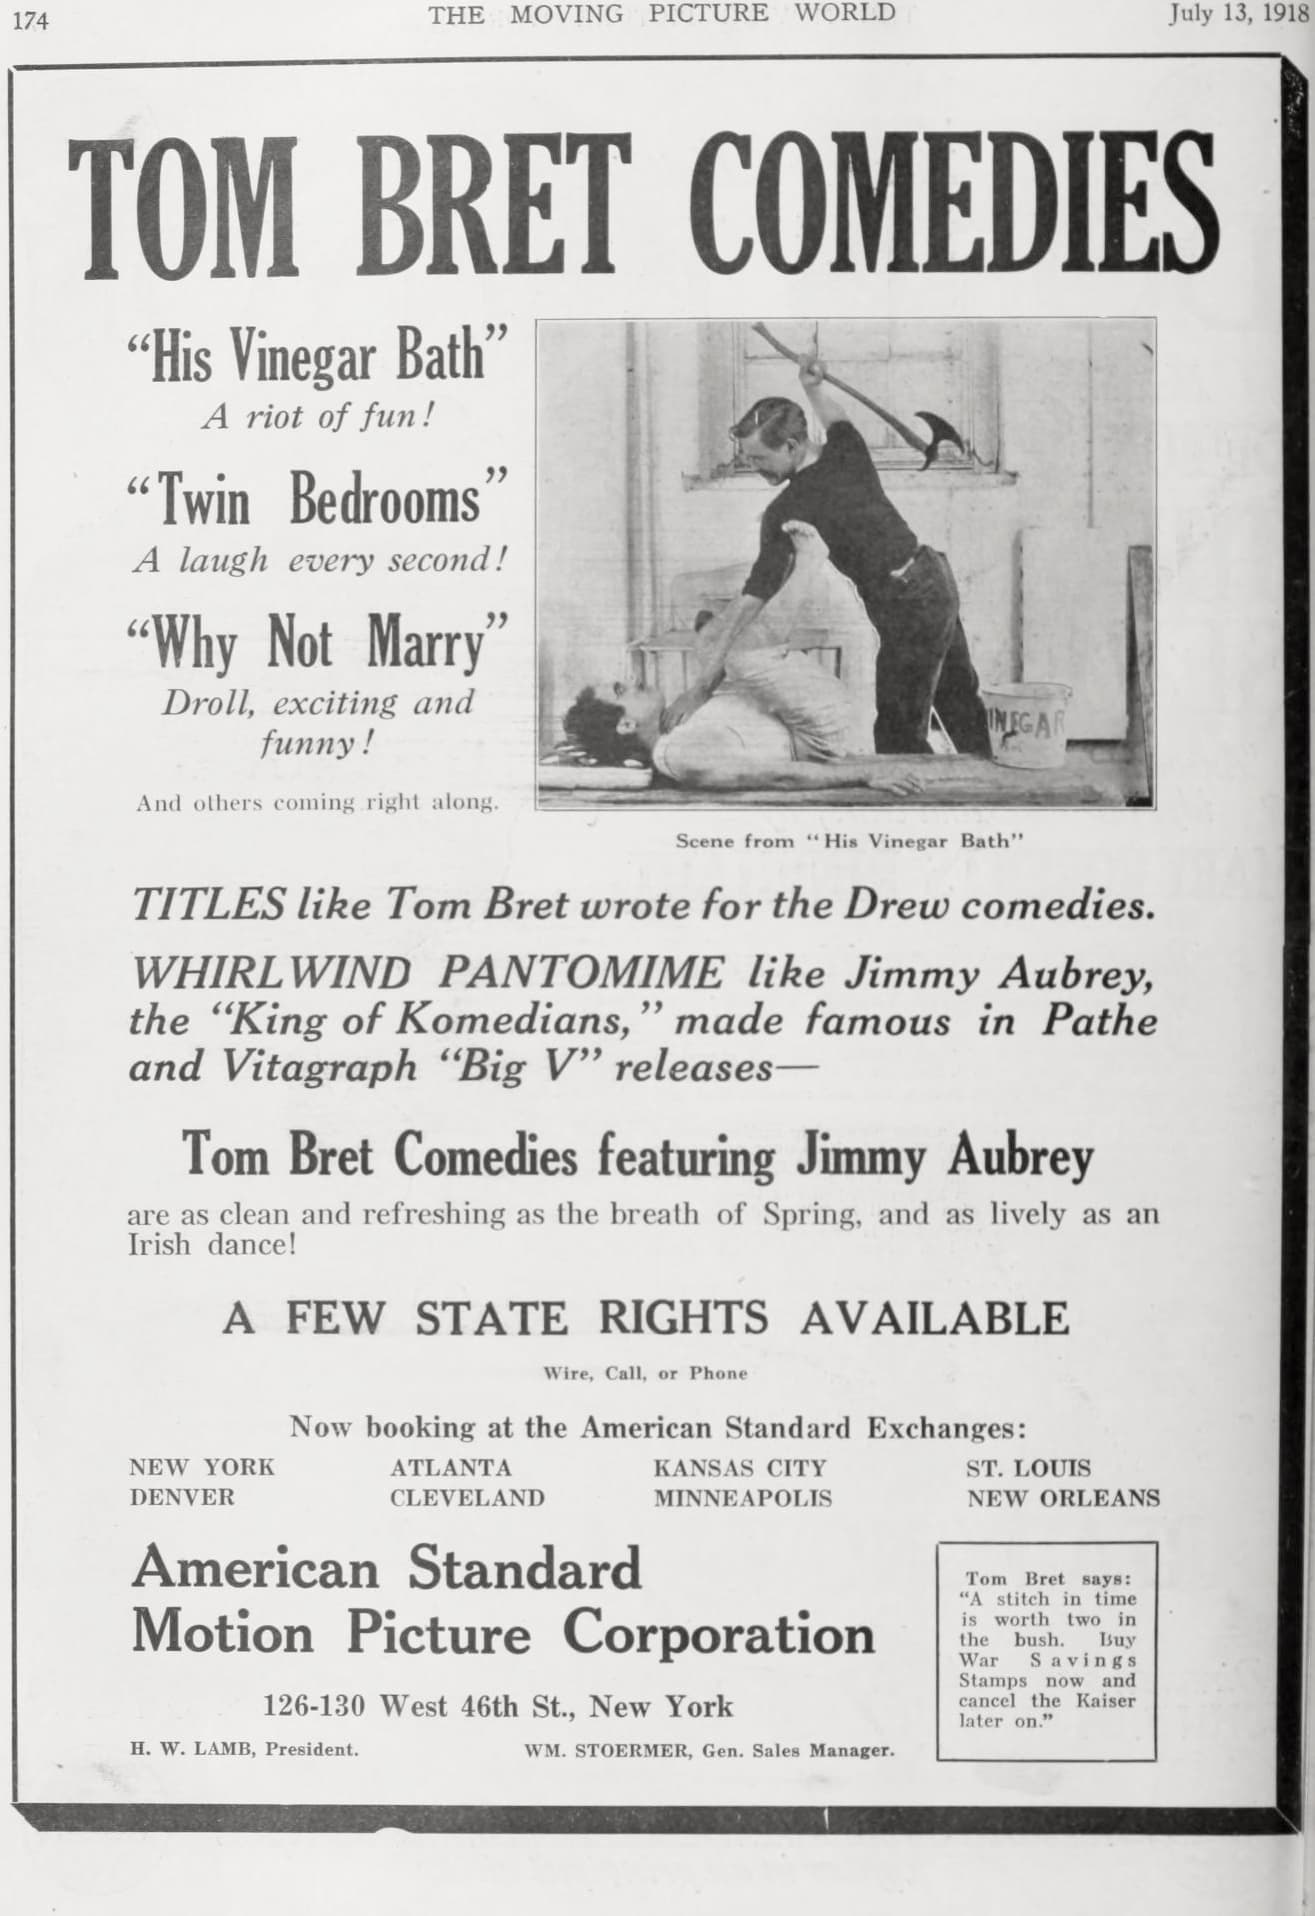 174
THE MOVING PICTURE WORLD
July 13, 1918
TOM BRET COMEDIES
“His Vinegar Bath”
A riot of fun!
“Twin Bedrooms”
A laugh every second!
“Why Not Marry”
Droll, exciting and
funny!
And others coming right along.
INEGAR
Scene from “His Vinegar Bath”
TITLES like Tom Bret wrote for the Drew comedies.
WHIRLWIND PANTOMIME like Jimmy Aubrey,
the “King of Komedians,” made famous in Pathe
and Vitagraph “Big V” releases—
Tom Bret Comedies featuring Jimmy Aubrey
are as clean and refreshing as the breath of Spring, and as lively as an
Irish dance!
A FEW STATE RIGHTS AVAILABLE
Wire, Call, or Phone
Now booking at the American Standard Exchanges:
NEW YORK ATLANTA KANSAS CITY ST. LOUIS
DENVER CLEVELAND MINNEAPOLIS NEW ORLEANS
American Standard
Motion Picture Corporation
126-130 West 46th St., New York
H. W. LAMB, President. WM. STOERMER, Gen. Sales Manager.
Tom Bret says:
“A stitch in time
is worth two in
the bush. Buy
War Savings
Stamps now and
cancel the Kaiser
later on.”